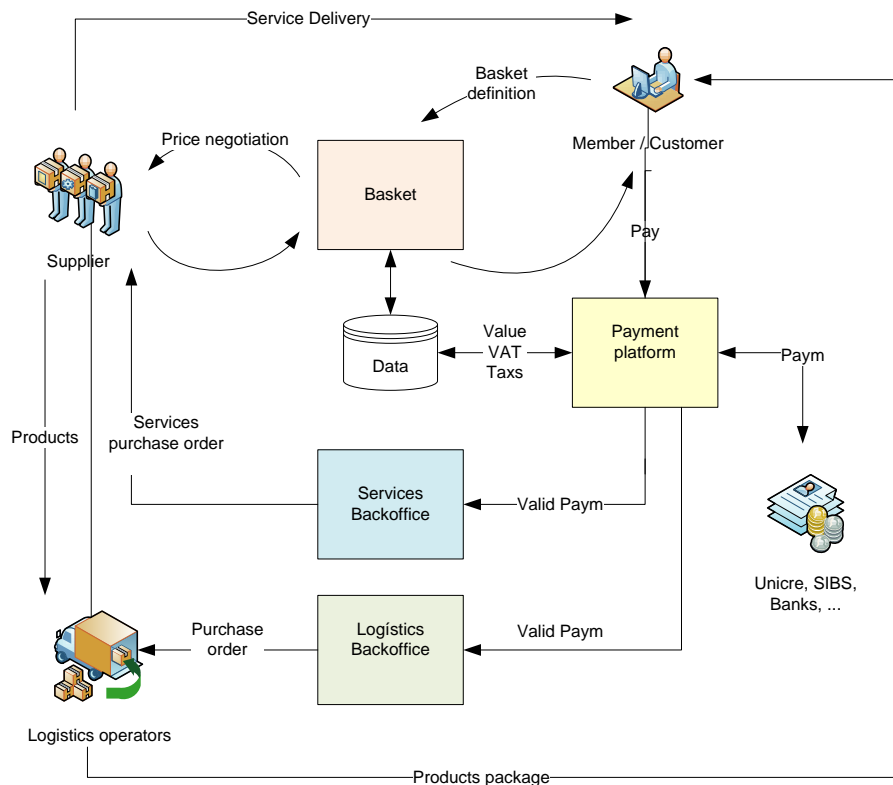 Service Delivery
Basket
definition
Price negotiation
Member / Customer
Basket
Pay
Supplier
Value
VAT
Taxs
Payment
platform
Paym
Data
Services
purchase order
Products
Services
Backoffice
Valid Paym
Unicre, SIBS,
Banks, ...
Purchase
order
Logístics
Backoffice
Valid Paym
Logistics operators
Products package